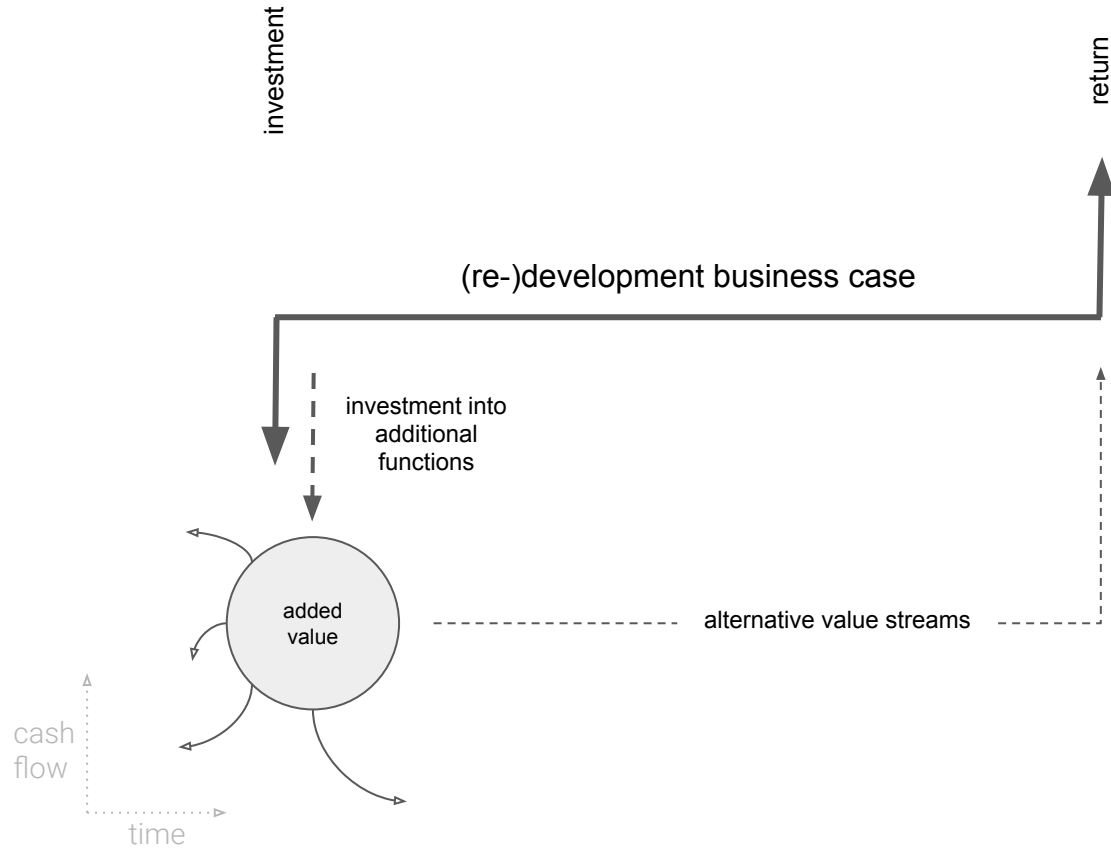 investment
return
(re-)development business case
investment into
additional
functions
added
value
alternative value streams
cash
flow
time